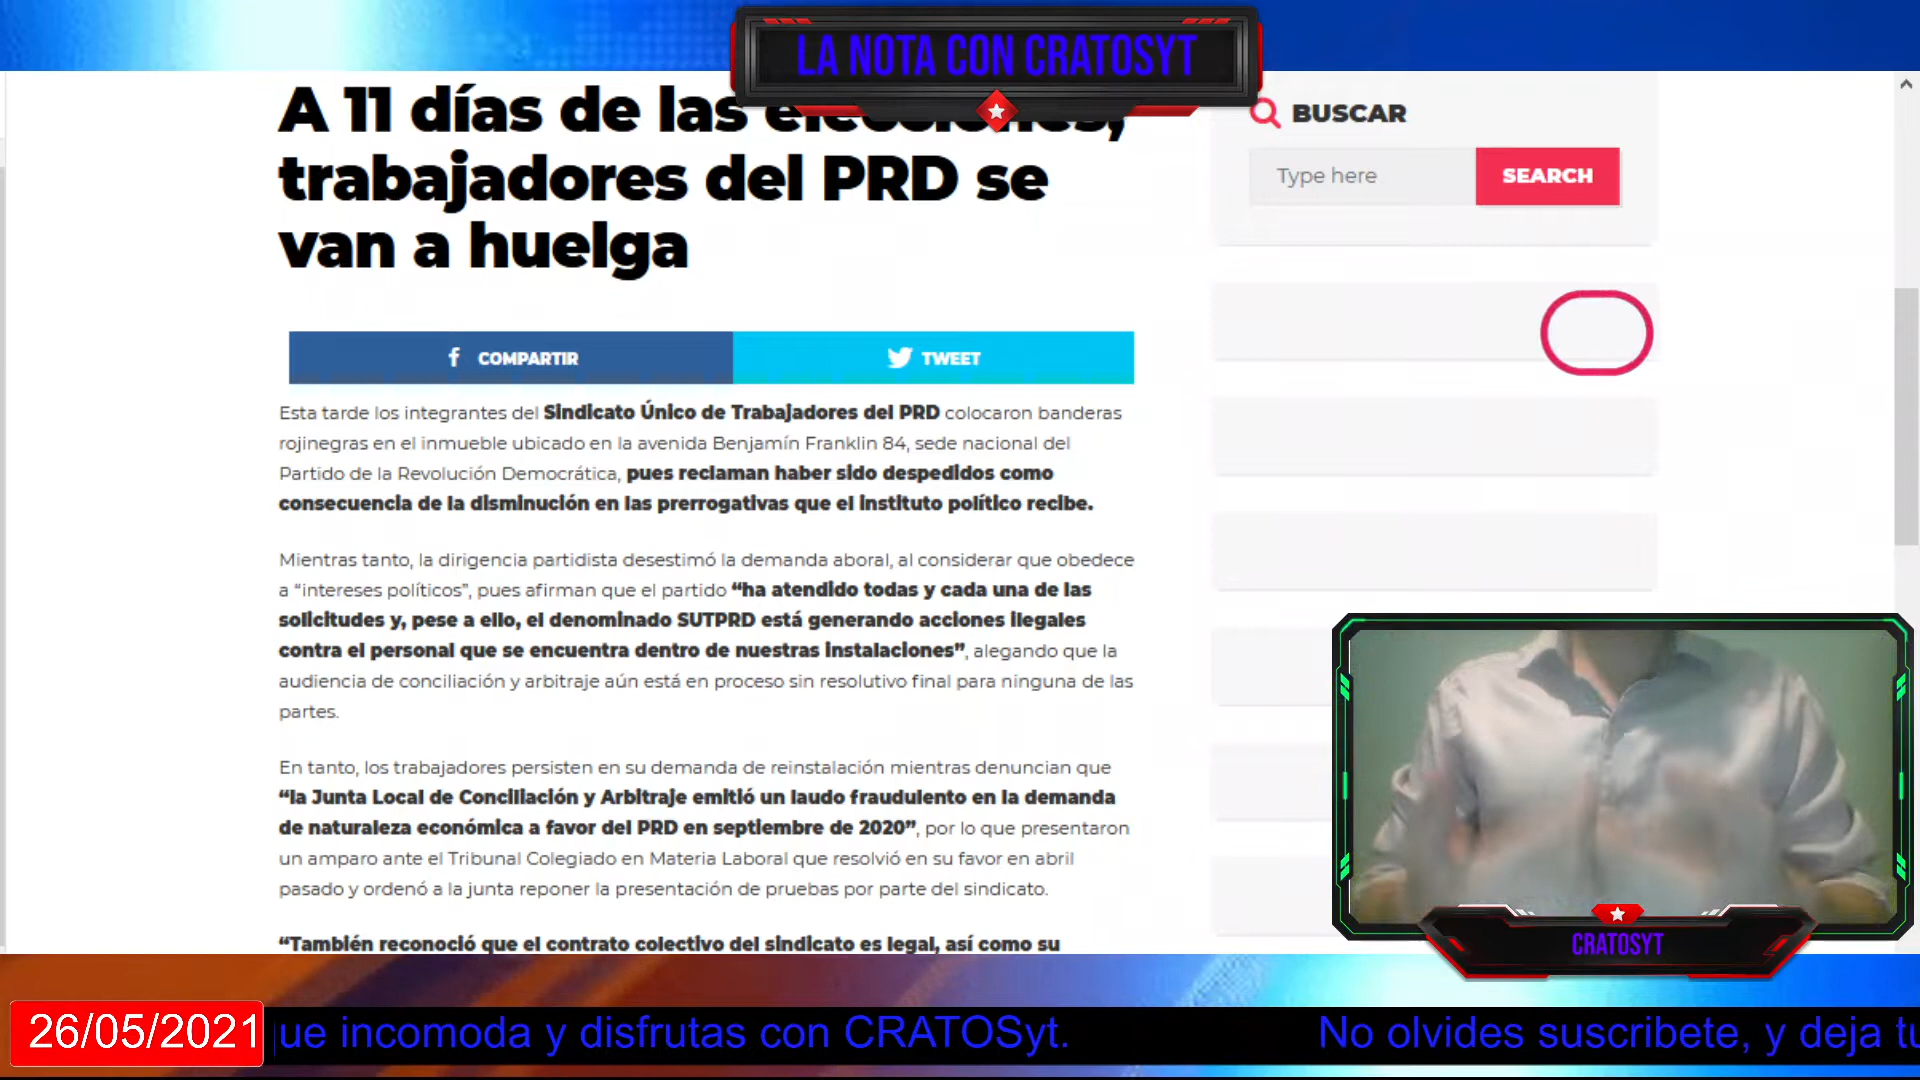 LA NOTA CON CRATOSYT
A 11 días de las elecciones,
trabajadores del PRD se
van a huelga
BUSCAR
Type here
SEARCH
COMPARTIR
TWEET
Esta tarde los integrantes del Sindicato Único de Trabajadores del PRD colocaron banderas
rojinegras en el inmueble ubicado en la avenida Benjamín Franklin 84, sede nacional del
Partido de la Revolución Democrática, pues reclaman haber sido despedidos como
consecuencia de la disminución en las prerrogativas que el instituto político recibe.
Mientras tanto, la dirigencia partidista desestimó la demanda aboral, al considerar que obedece
a “intereses políticos”, pues afirman que el partido “ha atendido todas y cada una de las
solicitudes y, pese a ello, el denominado SUTPRD está generando acciones ilegales
contra el personal que se encuentra dentro de nuestras instalaciones”, alegando que la
audiencia de conciliación y arbitraje aún está en proceso sin resolutivo final para ninguna de las
partes.
En tanto, los trabajadores persisten en su demanda de reinstalación mientras denuncian que
“la Junta Local de Conciliación y Arbitraje emitió un laudo fraudulento en la demanda
de naturaleza económica a favor del PRD en septiembre de 2020”, por lo que presentaron
un amparo ante el Tribunal Colegiado en Materia Laboral que resolvió en su favor en abril
pasado y ordenó a la junta reponer la presentación de pruebas por parte del sindicato.
“También reconoció que el contrato colectivo del sindicato es legal, así como su
CRATOSYT
26/05/2021
ue incomoda y disfrutas con CRATOSyt. No olvides suscribete, y deja tu